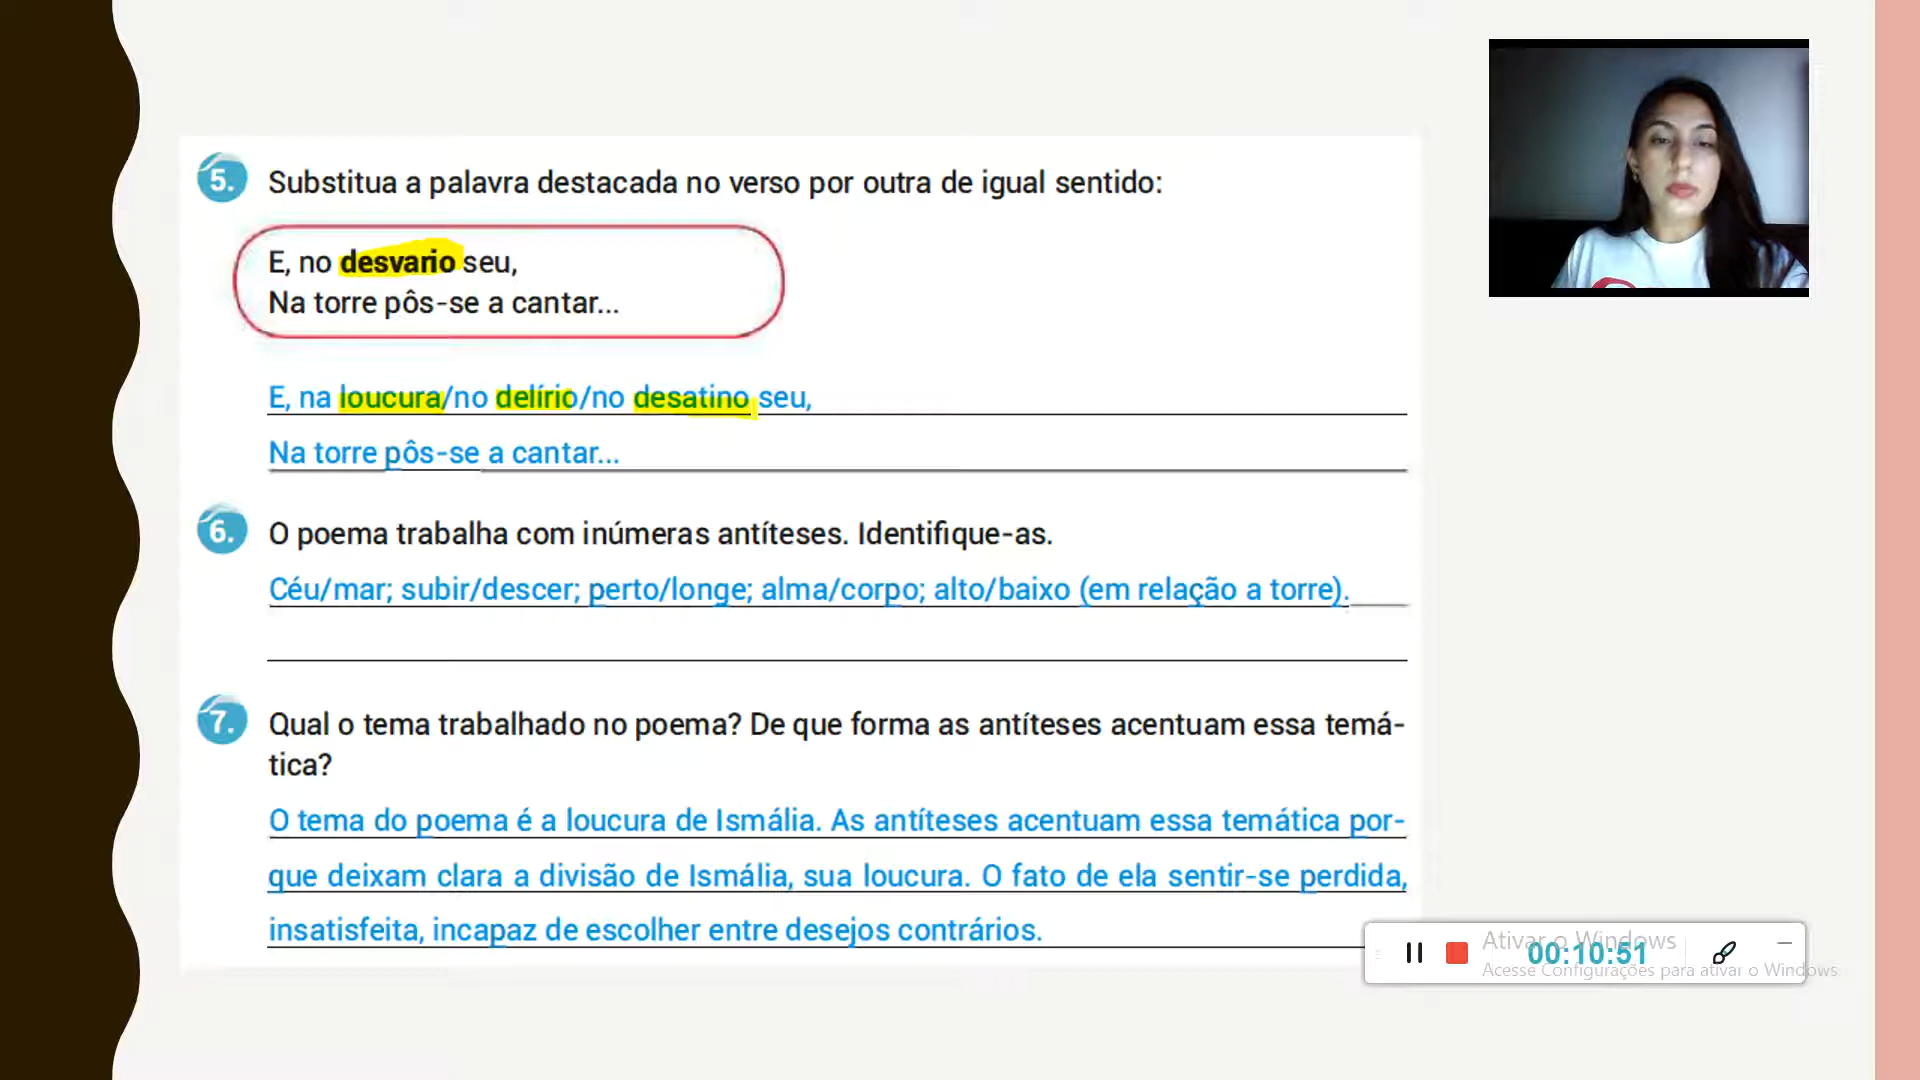 5. Substitua a palavra destacada no verso por outra de igual sentido:
E, no desvario seu,
Na torre pôs-se a cantar...
E, na loucura/no delírio/no desatino seu,
Na torre pôs-se a cantar...
6. O poema trabalha com inúmeras antíteses. Identifique-as.
Céu/mar; subir/descer; perto/longe; alma/corpo; alto/baixo (em relação a torre).
7. Qual o tema trabalhado no poema? De que forma as antíteses acentuam essa temá-
tica?
O tema do poema é a loucura de Ismália. As antíteses acentuam essa temática por-
que deixam clara a divisão de Ismália, sua loucura. O fato de ela sentir-se perdida,
insatisfeita, incapaz de escolher entre desejos contrários.
Ativar o Windows
00:10:51
Acesse Configurações para ativar o Windows